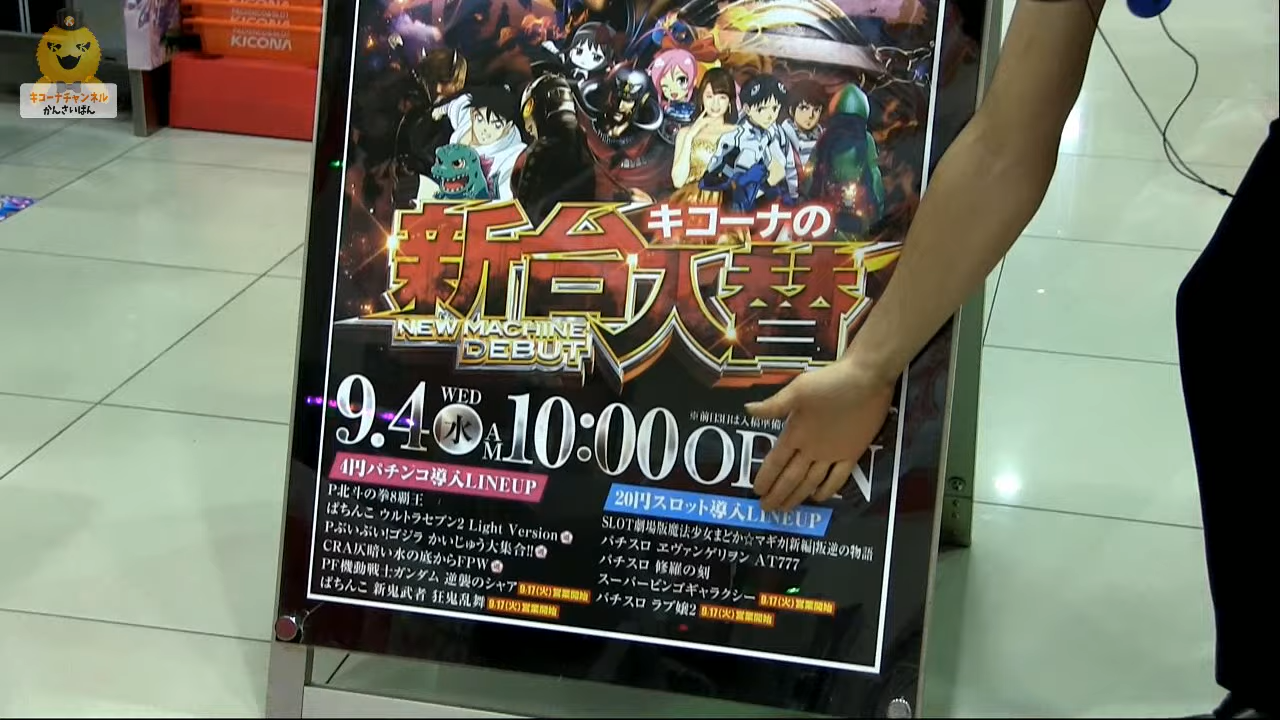 KICONA
KICONA
キコーナチャンネル
かんさいばん
キコーナの
新台入替
NEW MACHINE
DEBUT
9.4 WED 水 AM 10:00 OP N
4円パチンコ導入LINEUP
P北斗の拳8覇王
ぱちんこ ウルトラセブン2 Light Version
Pぷいぷい!ゴジラ かいじゅう大集合!!
CRA仄暗い水の底からFPW
PF機動戦士ガンダム 逆襲のシャア 9.17(火)営業開始
ぱちんこ 新鬼武者 狂鬼乱舞 9.17(火)営業開始
20円スロット導入LINEUP
SLOT劇場版魔法少女まどか☆マギカ[新編]叛逆の物語
パチスロ ヱヴァンゲリヲン AT777
パチスロ 修羅の刻
スーパービンゴギャラクシー 9.17(火)営業開始
パチスロ ラブ嬢2 9.17(火)営業開始